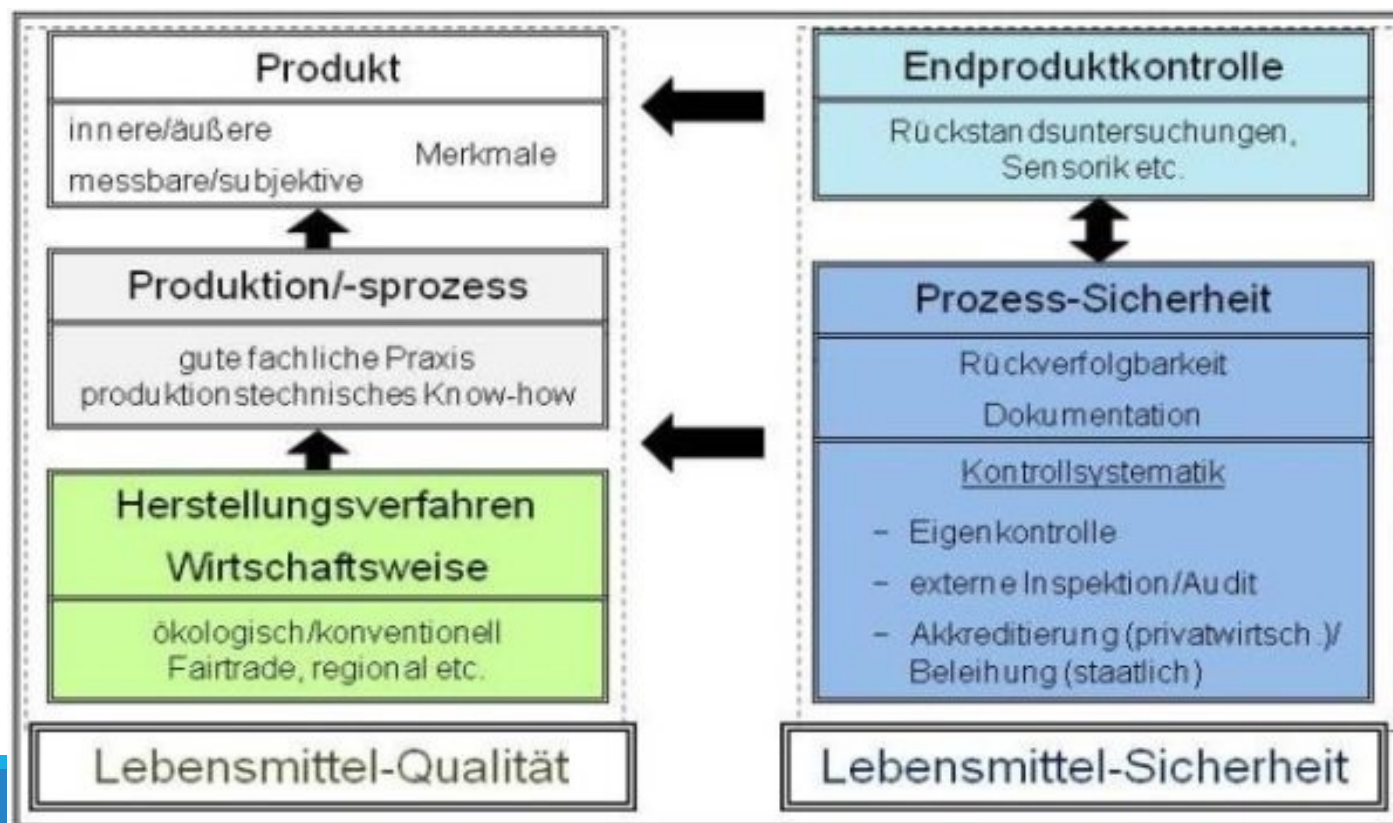 Produkt
innere/äußere
messbare/subjektive
Merkmale
Produktion/-sprozess
gute fachliche Praxis
produktionstechnisches Know-how
Herstellungsverfahren
Wirtschaftsweise
ökologisch/konventionell
Fairtrade, regional etc.
Lebensmittel-Qualität
Endproduktkontrolle
Rückstandsuntersuchungen,
Sensorik etc.
Prozess-Sicherheit
Rückverfolgbarkeit
Dokumentation
Kontrollsystematik
– Eigenkontrolle
– externe Inspektion/Audit
– Akkreditierung (privatwirtsch.)/
Beleihung (staatlich)
Lebensmittel-Sicherheit